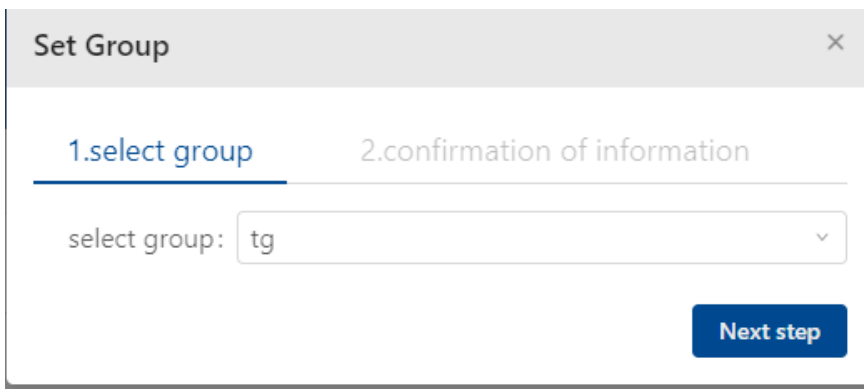 Set Group
1.select group 2.confirmation of information
select group: tg
Next step